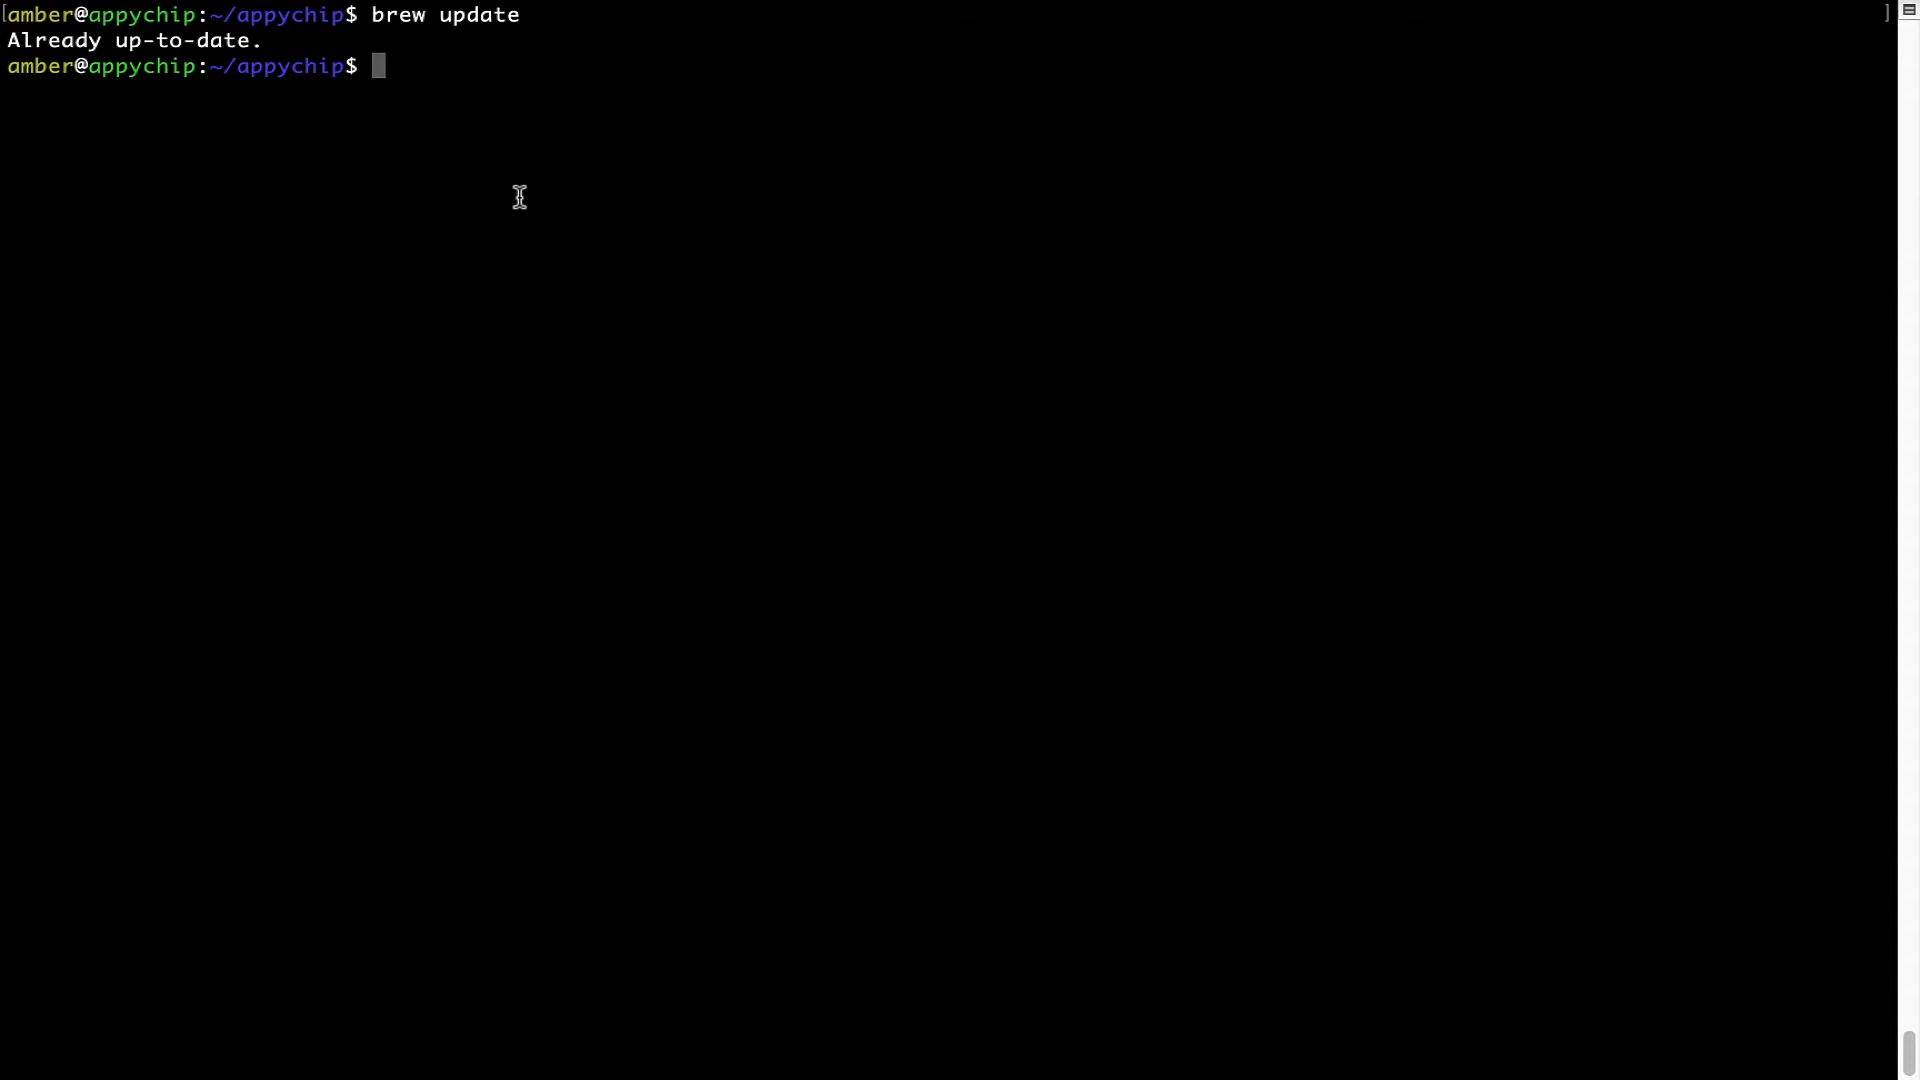 [amber@appychip:~/appychip$ brew update ]
Already up-to-date.
amber@appychip:~/appychip$